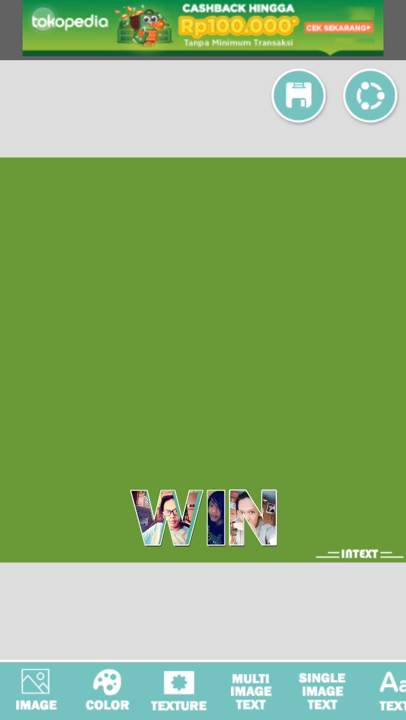 tokopedia
CASHBACK HINGGA
Rp100.000*
Tanpa Minimum Transaksi
CEK SEKARANG
WIN
INTEXT
IMAGE
COLOR
TEXTURE
MULTI
IMAGE
TEXT
SINGLE
IMAGE
TEXT
Aa
TEXT